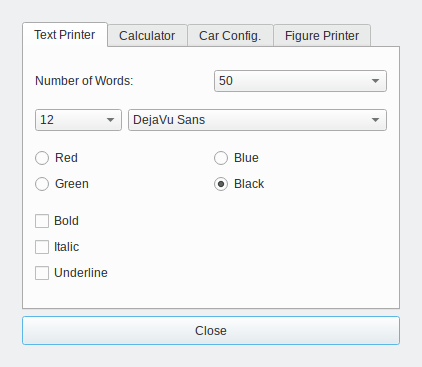 Text Printer Calculator Car Config. Figure Printer
Number of Words: 50
12 DejaVu Sans
Red Blue
Green Black
Bold
Italic
Underline
Close